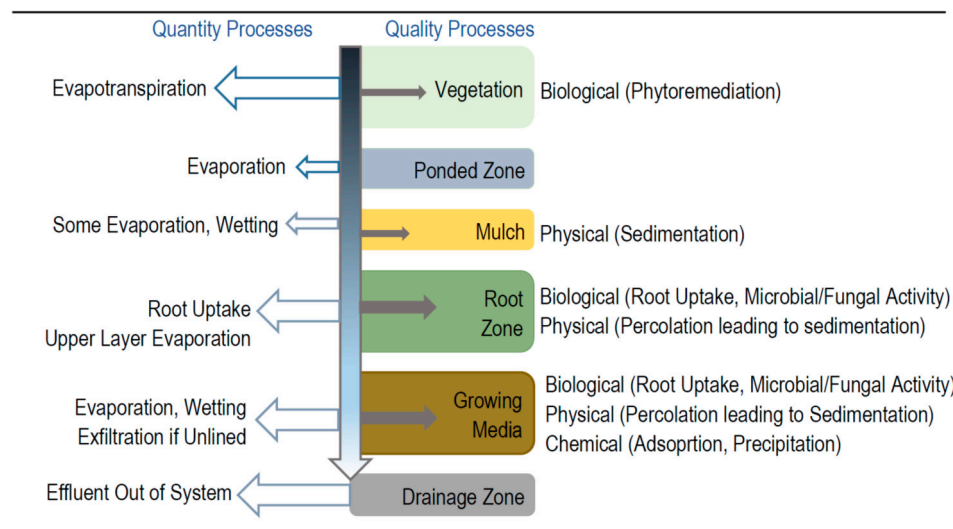 Quantity Processes
Quality Processes
Evapotranspiration
Vegetation
Biological (Phytoremediation)
Evaporation
Ponded Zone
Some Evaporation, Wetting
Mulch
Physical (Sedimentation)
Root Uptake
Upper Layer Evaporation
Root
Zone
Biological (Root Uptake, Microbial/Fungal Activity)
Physical (Percolation leading to sedimentation)
Evaporation, Wetting
Exfiltration if Unlined
Growing
Media
Biological (Root Uptake, Microbial/Fungal Activity)
Physical (Percolation leading to Sedimentation)
Chemical (Adsoprtion, Precipitation)
Effluent Out of System
Drainage Zone